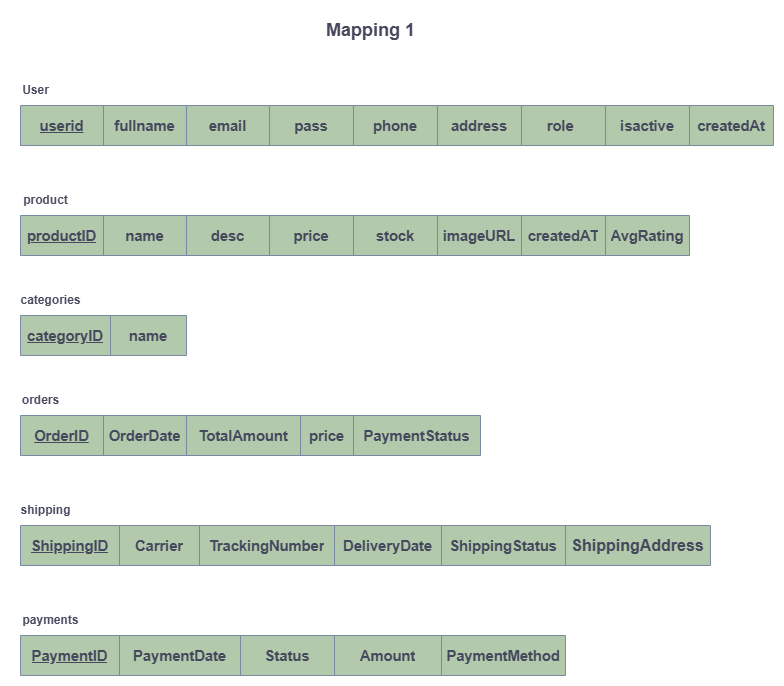 Mapping 1
User
userid fullname email pass phone address role isactive createdAt
product
productID name desc price stock imageURL createdAT AvgRating
categories
categoryID name
orders
OrderID OrderDate TotalAmount price PaymentStatus
shipping
ShippingID Carrier TrackingNumber DeliveryDate ShippingStatus ShippingAddress
payments
PaymentID PaymentDate Status Amount PaymentMethod